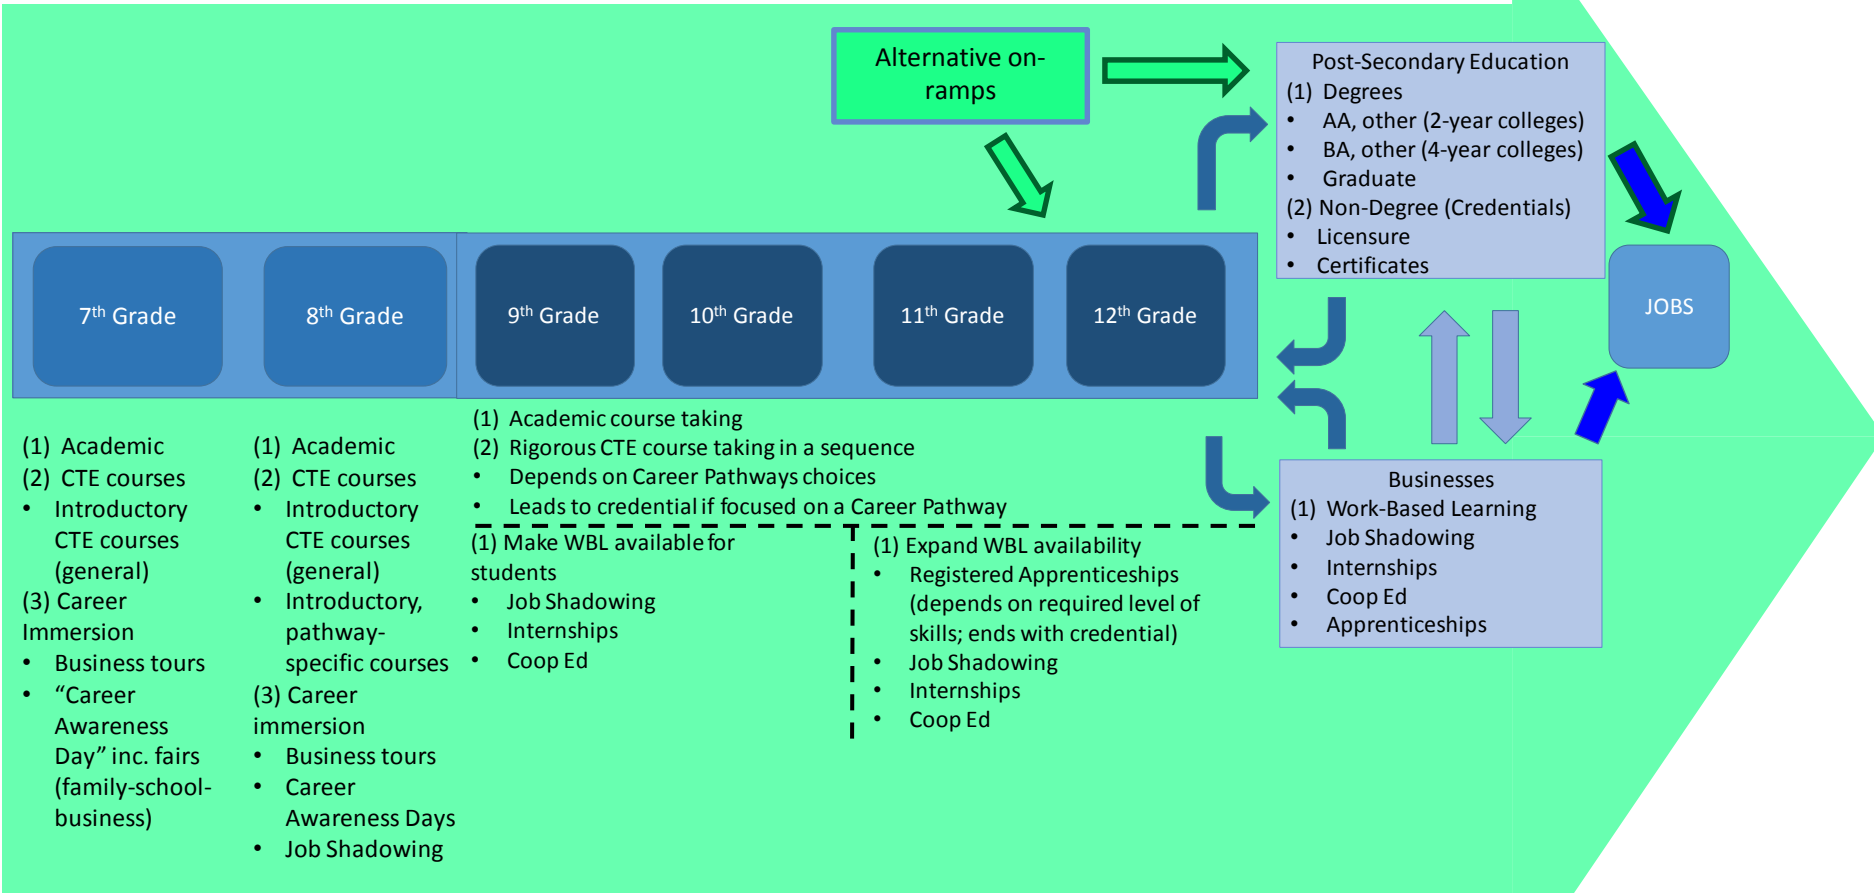 Alternative on-
ramps
Post-Secondary Education
(1) Degrees
• AA, other (2-year colleges)
• BA, other (4-year colleges)
• Graduate
(2) Non-Degree (Credentials)
• Licensure
• Certificates
7th Grade
8th Grade
9th Grade
10th Grade
11th Grade
12th Grade
JOBS
(1) Academic
(2) CTE courses
• Introductory
CTE courses
(general)
(3) Career
Immersion
• Business tours
• “Career
Awareness
Day” inc. fairs
(family-school-
business)
(1) Academic
(2) CTE courses
• Introductory
CTE courses
(general)
• Introductory,
pathway-
specific courses
(3) Career
immersion
• Business tours
• Career
Awareness Days
• Job Shadowing
(1) Academic course taking
(2) Rigorous CTE course taking in a sequence
• Depends on Career Pathways choices
• Leads to credential if focused on a Career Pathway
(1) Make WBL available for
students
• Job Shadowing
• Internships
• Coop Ed
(1) Expand WBL availability
• Registered Apprenticeships
(depends on required level of
skills; ends with credential)
• Job Shadowing
• Internships
• Coop Ed
Businesses
(1) Work-Based Learning
• Job Shadowing
• Internships
• Coop Ed
• Apprenticeships